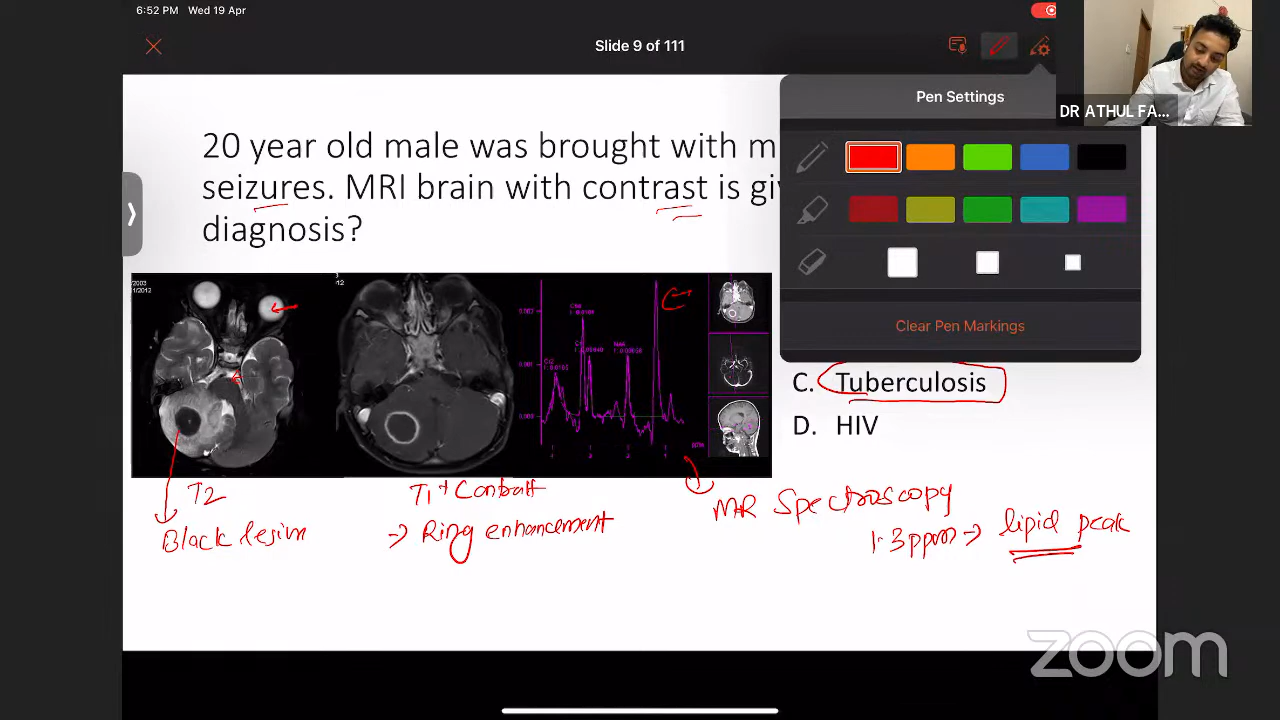 6:52 PM Wed 19 Apr
Slide 9 of 111
DR ATHUL FA...
Pen Settings
20 year old male was brought with m
seizures. MRI brain with contrast is gi
diagnosis?
Clear Pen Markings
C. Tuberculosis
D. HIV
T2
Black lesion
T1 + Contrast
→ Ring enhancement
MR Spectroscopy
1.3ppm → lipid peak
zoom